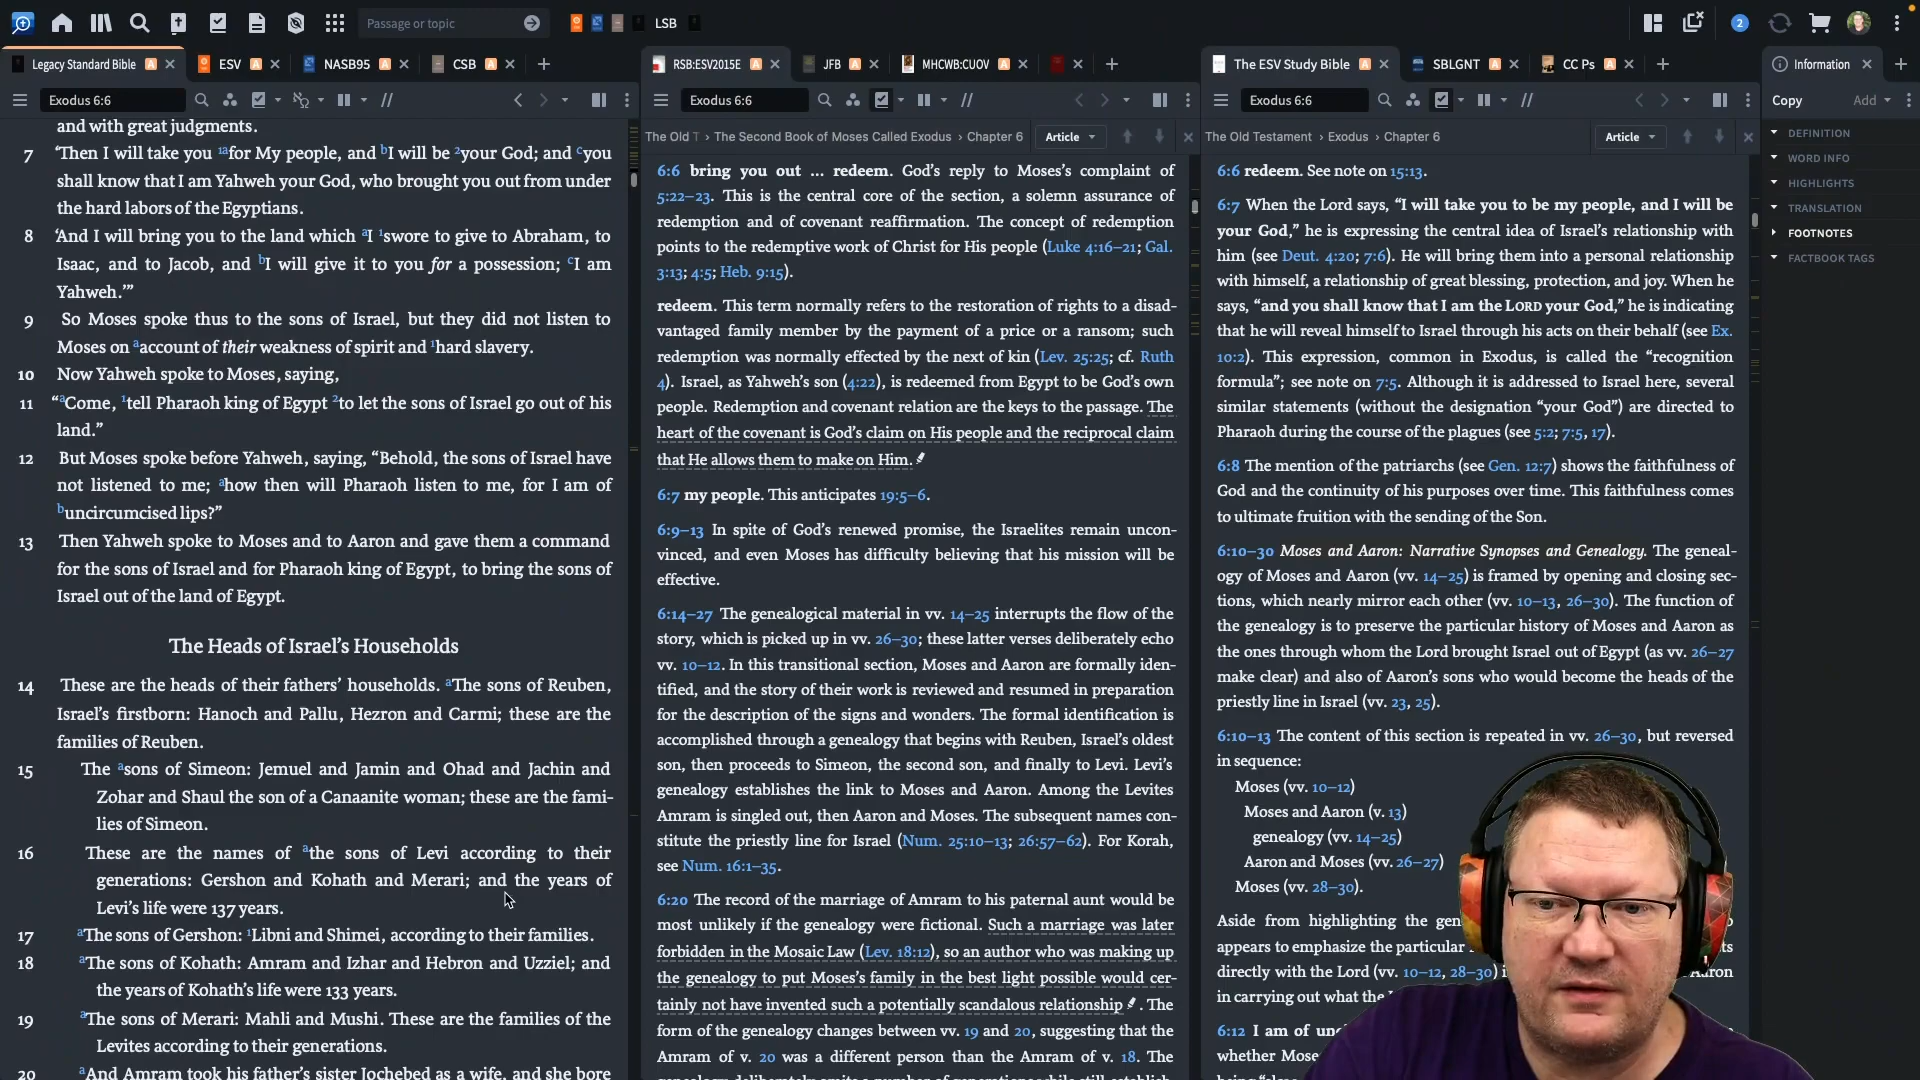 Passage or topic
LSB
2
Legacy Standard Bible A
ESV A
NASB95 A
CSB A
RSB:ESV2015E A
JFB A
MHCWB:CUOV A
A
The ESV Study Bible A
SBLGNT A
CC Ps A
Information
Exodus 6:6
Exodus 6:6
Exodus 6:6
Copy
Add
and with great judgments.
7 ‘Then I will take you 1a for My people, and b I will be 2 your God; and c you
shall know that I am Yahweh your God, who brought you out from under
the hard labors of the Egyptians.
8 ‘And I will bring you to the land which a I 1 swore to give to Abraham, to
Isaac, and to Jacob, and b I will give it to you for a possession; c I am
Yahweh.’”
9 So Moses spoke thus to the sons of Israel, but they did not listen to
Moses on a account of their weakness of spirit and 1 hard slavery.
10 Now Yahweh spoke to Moses, saying,
11 “a Come, 1 tell Pharaoh king of Egypt 2 to let the sons of Israel go out of his
land.”
12 But Moses spoke before Yahweh, saying, “Behold, the sons of Israel have
not listened to me; a how then will Pharaoh listen to me, for I am of
b uncircumcised lips?”
13 Then Yahweh spoke to Moses and to Aaron and gave them a command
for the sons of Israel and for Pharaoh king of Egypt, to bring the sons of
Israel out of the land of Egypt.
The Heads of Israel’s Households
14 These are the heads of their fathers’ households. a The sons of Reuben,
Israel’s firstborn: Hanoch and Pallu, Hezron and Carmi; these are the
families of Reuben.
15 The a sons of Simeon: Jemuel and Jamin and Ohad and Jachin and
Zohar and Shaul the son of a Canaanite woman; these are the fami-
lies of Simeon.
16 These are the names of a the sons of Levi according to their
generations: Gershon and Kohath and Merari; and the years of
Levi’s life were 137 years.
17 a The sons of Gershon: 1 Libni and Shimei, according to their families.
18 a The sons of Kohath: Amram and Izhar and Hebron and Uzziel; and
the years of Kohath’s life were 133 years.
19 a The sons of Merari: Mahli and Mushi. These are the families of the
Levites according to their generations.
20 a And Amram took his father’s sister Jochebed as a wife, and she bore
The Old T › The Second Book of Moses Called Exodus › Chapter 6
Article
6:6 bring you out … redeem. God’s reply to Moses’s complaint of
5:22–23. This is the central core of the section, a solemn assurance of
redemption and of covenant reaffirmation. The concept of redemption
points to the redemptive work of Christ for His people (Luke 4:16–21; Gal.
3:13; 4:5; Heb. 9:15).
redeem. This term normally refers to the restoration of rights to a disad-
vantaged family member by the payment of a price or a ransom; such
redemption was normally effected by the next of kin (Lev. 25:25; cf. Ruth
4). Israel, as Yahweh’s son (4:22), is redeemed from Egypt to be God’s own
people. Redemption and covenant relation are the keys to the passage. The
heart of the covenant is God’s claim on His people and the reciprocal claim
that He allows them to make on Him.
6:7 my people. This anticipates 19:5–6.
6:9–13 In spite of God’s renewed promise, the Israelites remain uncon-
vinced, and even Moses has difficulty believing that his mission will be
effective.
6:14–27 The genealogical material in vv. 14–25 interrupts the flow of the
story, which is picked up in vv. 26–30; these latter verses deliberately echo
vv. 10–12. In this transitional section, Moses and Aaron are formally iden-
tified, and the story of their work is reviewed and resumed in preparation
for the description of the signs and wonders. The formal identification is
accomplished through a genealogy that begins with Reuben, Israel’s oldest
son, then proceeds to Simeon, the second son, and finally to Levi. Levi’s
genealogy establishes the link to Moses and Aaron. Among the Levites
Amram is singled out, then Aaron and Moses. The subsequent names con-
stitute the priestly line for Israel (Num. 25:10–13; 26:57–62). For Korah,
see Num. 16:1–35.
6:20 The record of the marriage of Amram to his paternal aunt would be
most unlikely if the genealogy were fictional. Such a marriage was later
forbidden in the Mosaic Law (Lev. 18:12), so an author who was making up
the genealogy to put Moses’s family in the best light possible would cer-
tainly not have invented such a potentially scandalous relationship. The
form of the genealogy changes between vv. 19 and 20, suggesting that the
Amram of v. 20 was a different person than the Amram of v. 18. The
The Old Testament › Exodus › Chapter 6
Article
6:6 redeem. See note on 15:13.
6:7 When the Lord says, “I will take you to be my people, and I will be
your God,” he is expressing the central idea of Israel’s relationship with
him (see Deut. 4:20; 7:6). He will bring them into a personal relationship
with himself, a relationship of great blessing, protection, and joy. When he
says, “and you shall know that I am the LORD your God,” he is indicating
that he will reveal himself to Israel through his acts on their behalf (see Ex.
10:2). This expression, common in Exodus, is called the “recognition
formula”; see note on 7:5. Although it is addressed to Israel here, several
similar statements (without the designation “your God”) are directed to
Pharaoh during the course of the plagues (see 5:2; 7:5, 17).
6:8 The mention of the patriarchs (see Gen. 12:7) shows the faithfulness of
God and the continuity of his purposes over time. This faithfulness comes
to ultimate fruition with the sending of the Son.
6:10–30 Moses and Aaron: Narrative Synopses and Genealogy. The geneal-
ogy of Moses and Aaron (vv. 14–25) is framed by opening and closing sec-
tions, which nearly mirror each other (vv. 10–13, 26–30). The function of
the genealogy is to preserve the particular history of Moses and Aaron as
the ones through whom the Lord brought Israel out of Egypt (as vv. 26–27
make clear) and also of Aaron’s sons who would become the heads of the
priestly line in Israel (vv. 23, 25).
6:10–13 The content of this section is repeated in vv. 26–30, but reversed
in sequence:
Moses (vv. 10–12)
Moses and Aaron (v. 13)
genealogy (vv. 14–25)
Aaron and Moses (vv. 26–27)
Moses (vv. 28–30).
Aside from highlighting the
appears to emphasize the particular
directly with the Lord (vv. 10–12, 28–30)
in carrying out what the
6:12 I am of
whether
DEFINITION
WORD INFO
HIGHLIGHTS
TRANSLATION
FOOTNOTES
FACTBOOK TAGS